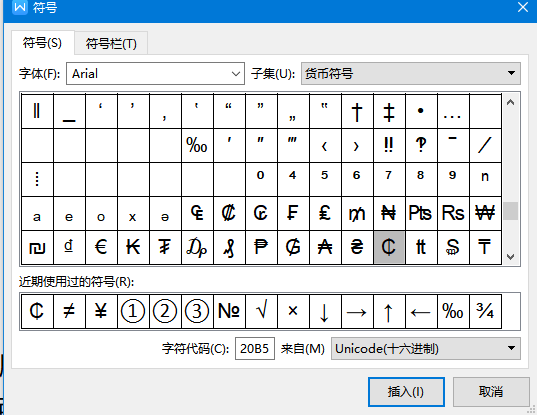 符号
符号(S) 符号栏(T)
字体(F): Arial 子集(U): 货币符号
‖ ‗ ‘ ’ ‚ ‛ “ ” „ ‟ † ‡ • …
‰ ′ ″ ‴ ‹ › ‼ ‽ ‾ ⁄
⁞ ⁰ ⁴ ⁵ ⁶ ⁷ ⁸ ⁹ ⁿ
ₐ ₑ ₒ ₓ ₔ ₠ ₡ ₢ ₣ ₤ ₥ ₦ ₧ ₨ ₩
₪ ₫ € ₭ ₮ ₯ ₰ ₱ ₲ ₳ ₴ ₵ ₶ ₷ ₸
近期使用过的符号(R):
₵ ≠ ¥ ① ② ③ № √ × ↓ → ↑ ← ‰ ¾
字符代码(C): 20B5 来自(M) Unicode(十六进制)
插入(I) 取消